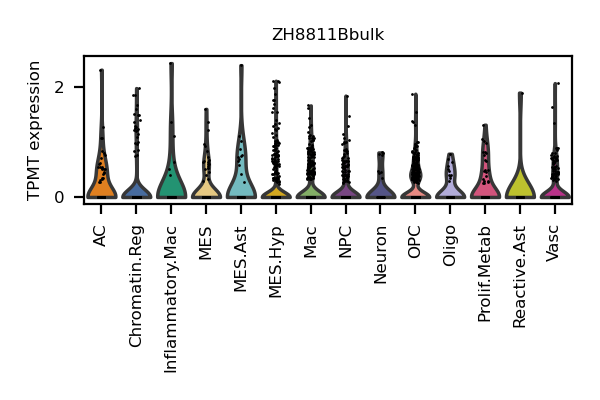 ZH8811Bbulk
TPMT expression
2
0
AC
Chromatin.Reg
Inflammatory.Mac
MES
MES.Ast
MES.Hyp
Mac
NPC
Neuron
OPC
Oligo
Prolif.Metab
Reactive.Ast
Vasc